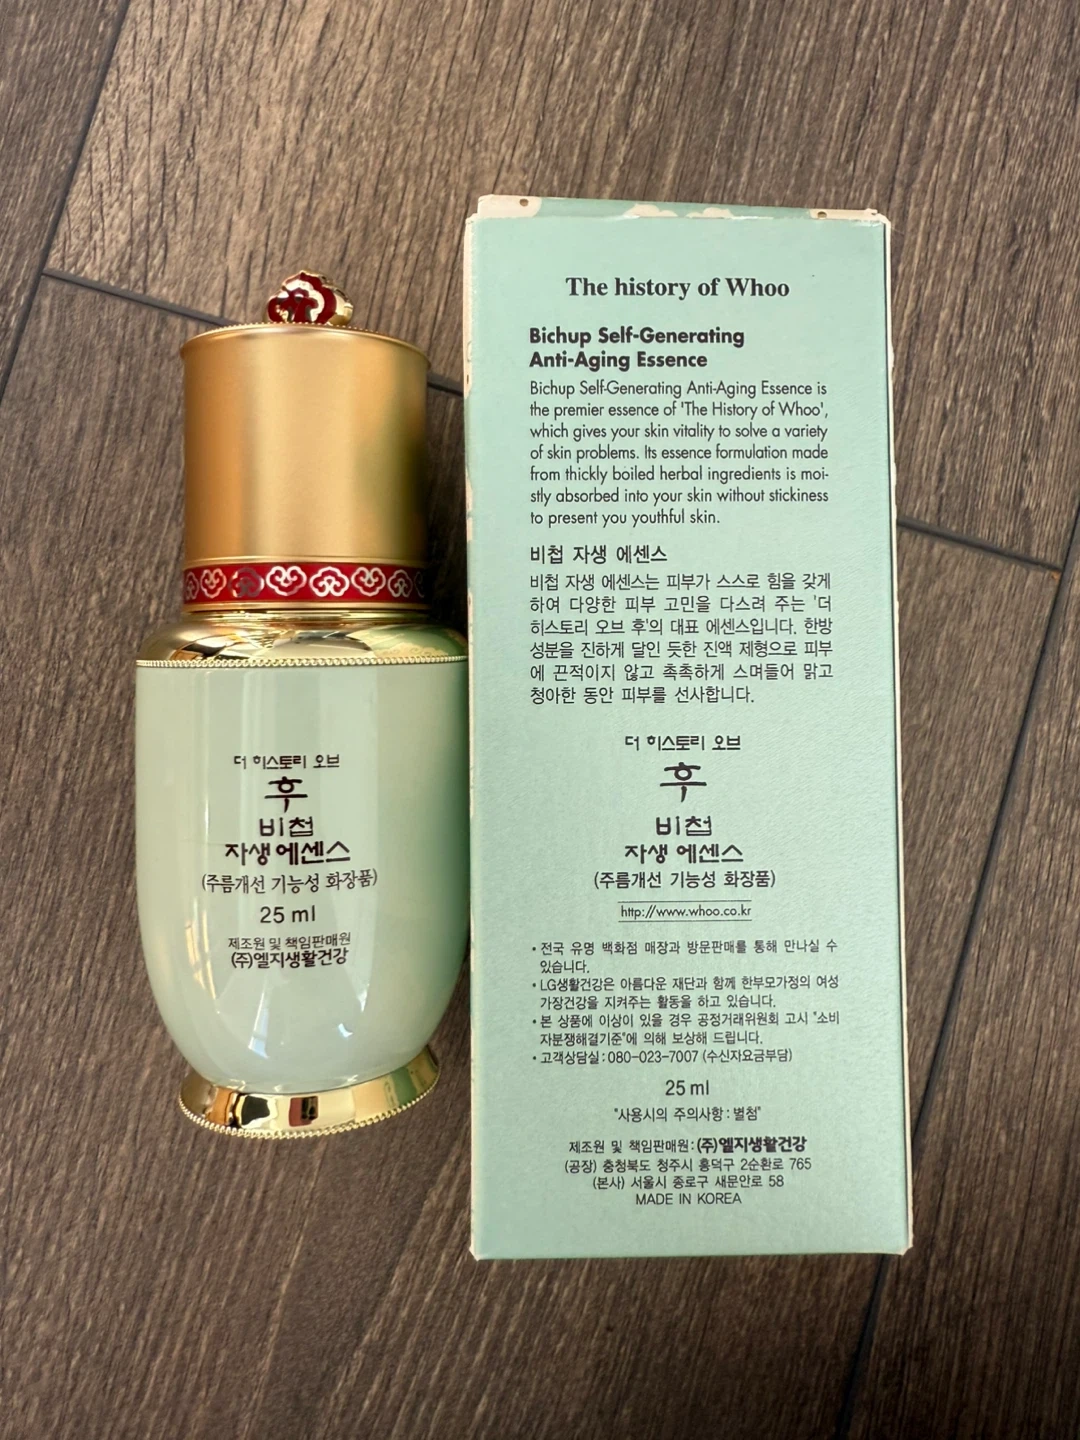 더 히스토리 오브
후
비첩
자생 에센스
(주름개선 기능성 화장품)
25 ml
제조원 및 책임판매원
(주)엘지생활건강
The history of Whoo
Bichup Self-Generating
Anti-Aging Essence
Bichup Self-Generating Anti-Aging Essence is
the premier essence of 'The History of Whoo',
which gives your skin vitality to solve a variety
of skin problems. Its essence formulation made
from thickly boiled herbal ingredients is moi-
stly absorbed into your skin without stickiness
to present you youthful skin.
비첩 자생 에센스
비첩 자생 에센스는 피부가 스스로 힘을 갖게
하여 다양한 피부 고민을 다스려 주는 '더
히스토리 오브 후'의 대표 에센스입니다. 한방
성분을 진하게 달인 듯한 진액 제형으로 피부
에 끈적이지 않고 촉촉하게 스며들어 맑고
청아한 동안 피부를 선사합니다.
더 히스토리 오브
후
비첩
자생 에센스
(주름개선 기능성 화장품)
http://www.whoo.co.kr
• 전국 유명 백화점 매장과 방문판매를 통해 만나실 수
있습니다.
• LG생활건강은 아름다운 재단과 함께 한부모가정의 여성
가장건강을 지켜주는 활동을 하고 있습니다.
• 본 상품에 이상이 있을 경우 공정거래위원회 고시 "소비
자분쟁해결기준"에 의해 보상해 드립니다.
• 고객상담실 : 080-023-7007 (수신자요금부담)
25 ml
"사용시의 주의사항 : 별첨"
제조원 및 책임판매원 : (주)엘지생활건강
(공장) 충청북도 청주시 흥덕구 2순환로 765
(본사) 서울시 종로구 새문안로 58
MADE IN KOREA